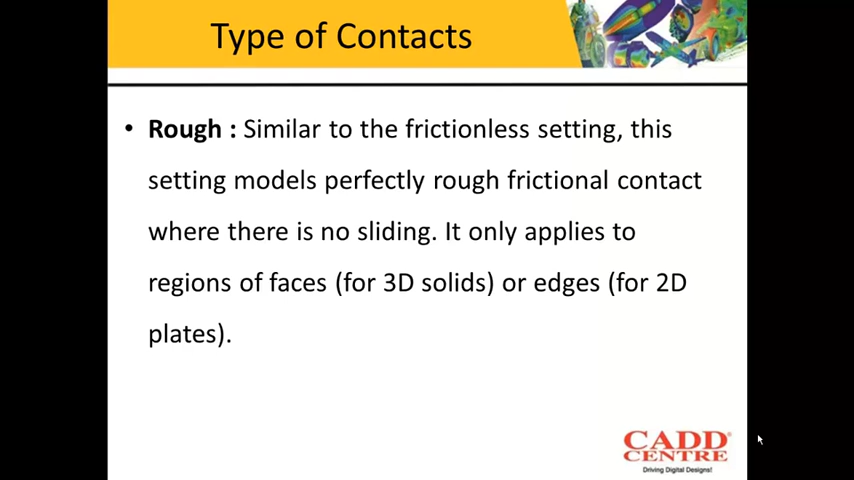 Type of Contacts
• Rough : Similar to the frictionless setting, this
setting models perfectly rough frictional contact
where there is no sliding. It only applies to
regions of faces (for 3D solids) or edges (for 2D
plates).
CADD
CENTRE
Driving Digital Designs!